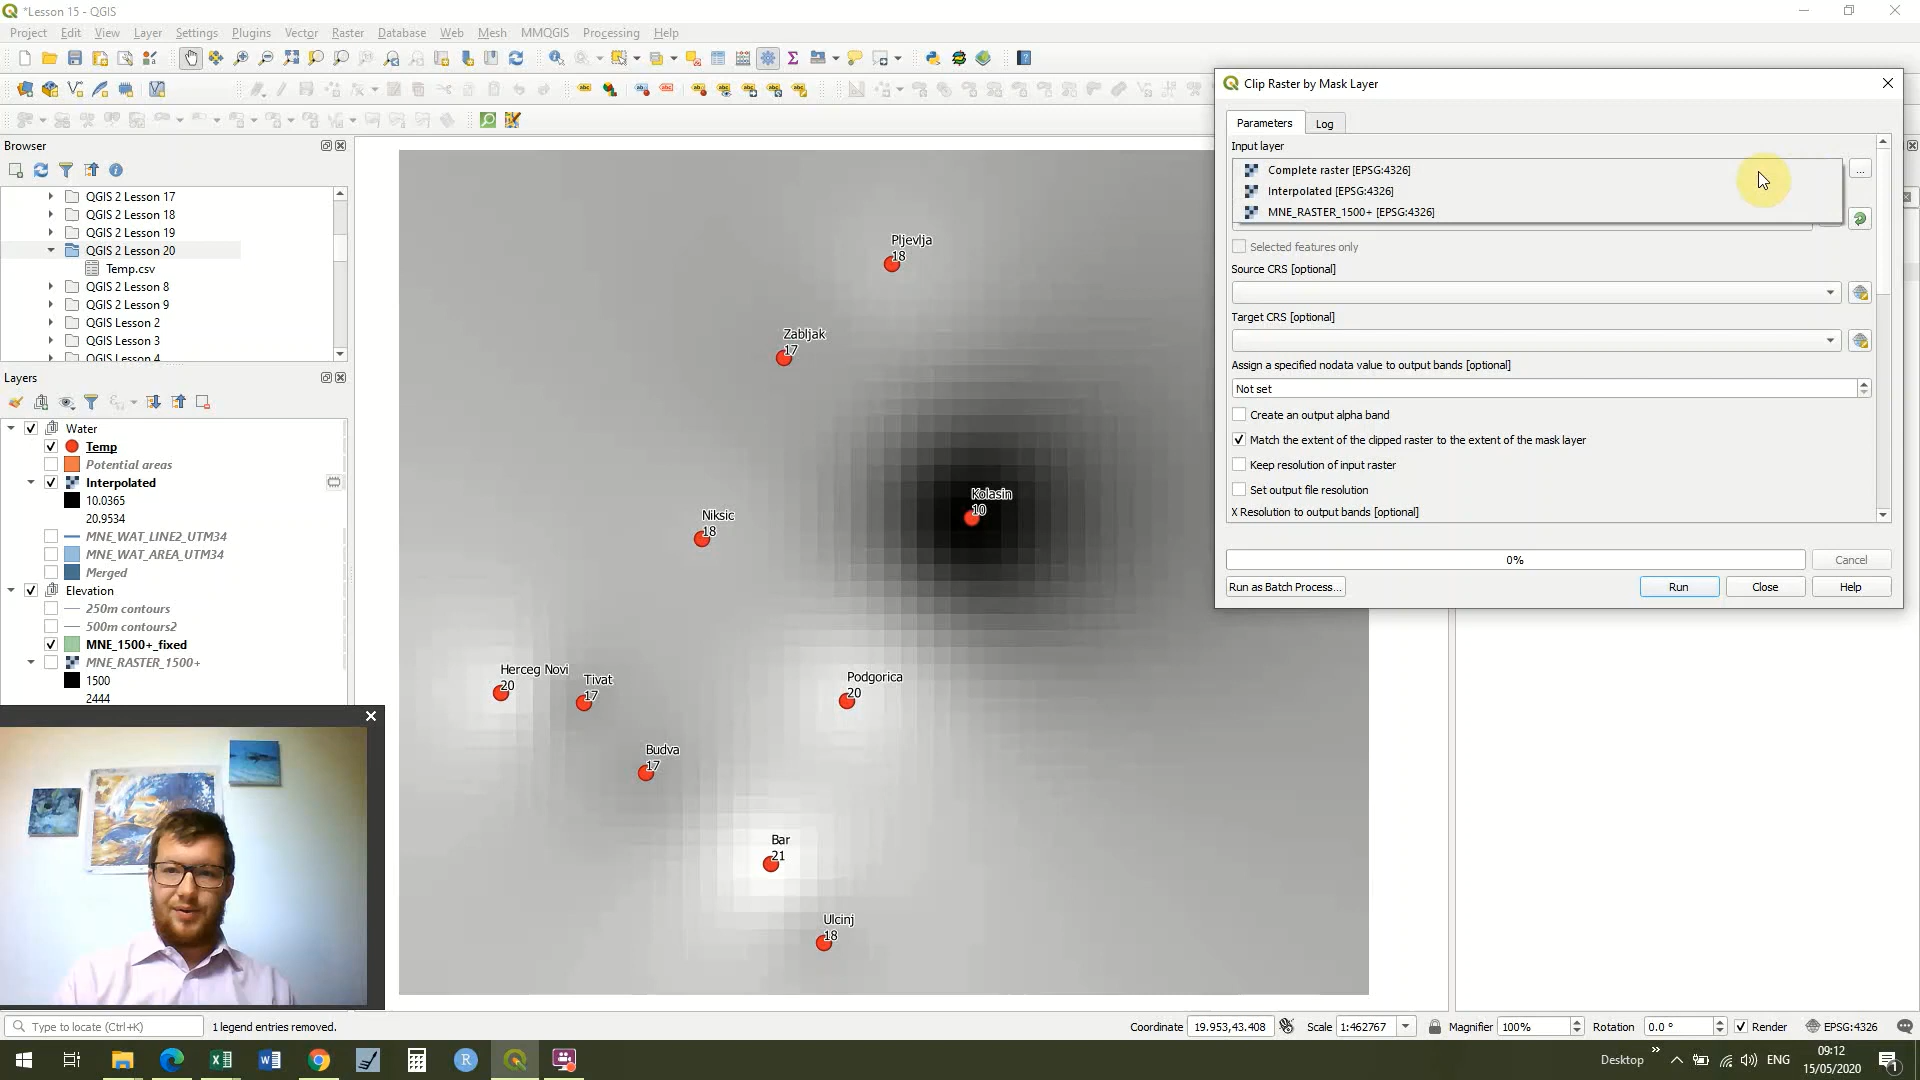 *Lesson 15 - QGIS
Project Edit View Layer Settings Plugins Vector Raster Database Web Mesh MMQGIS Processing Help
Browser
QGIS 2 Lesson 17
QGIS 2 Lesson 18
QGIS 2 Lesson 19
QGIS 2 Lesson 20
Temp.csv
QGIS 2 Lesson 8
QGIS 2 Lesson 9
QGIS Lesson 2
QGIS Lesson 3
QGIS Lesson 4
Layers
Water
Temp
Potential areas
Interpolated
10.0365
20.9534
MNE_WAT_LINE2_UTM34
MNE_WAT_AREA_UTM34
Merged
Elevation
250m contours
500m contours2
MNE_1500+_fixed
MNE_RASTER_1500+
1500
2444
Pljevlja
18
Zabljak
17
Kolasin
10
Niksic
18
Herceg Novi
20
Tivat
17
Podgorica
20
Budva
17
Bar
21
Ulcinj
18
Clip Raster by Mask Layer
Parameters Log
Input layer
Complete raster [EPSG:4326]
Interpolated [EPSG:4326]
MNE_RASTER_1500+ [EPSG:4326]
...
Selected features only
Source CRS [optional]
Target CRS [optional]
Assign a specified nodata value to output bands [optional]
Not set
Create an output alpha band
Match the extent of the clipped raster to the extent of the mask layer
Keep resolution of input raster
Set output file resolution
X Resolution to output bands [optional]
0% Cancel
Run as Batch Process... Run Close Help
Type to locate (Ctrl+K) 1 legend entries removed. Coordinate 19.953,43.408 Scale 1:462767 Magnifier 100% Rotation 0.0 ° Render EPSG:4326
Desktop ENG 09:12
15/05/2020